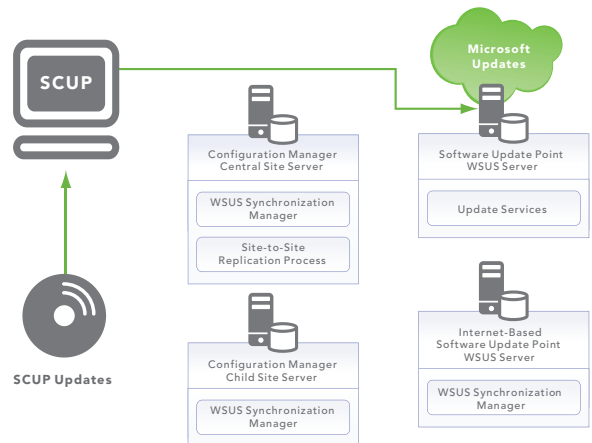 SCUP
Microsoft
Updates
Configuration Manager
Central Site Server
WSUS Synchronization
Manager
Site-to-Site
Replication Process
Software Update Point
WSUS Server
Update Services
SCUP Updates
Configuration Manager
Child Site Server
WSUS Synchronization
Manager
Internet-Based
Software Update Point
WSUS Server
WSUS Synchronization
Manager